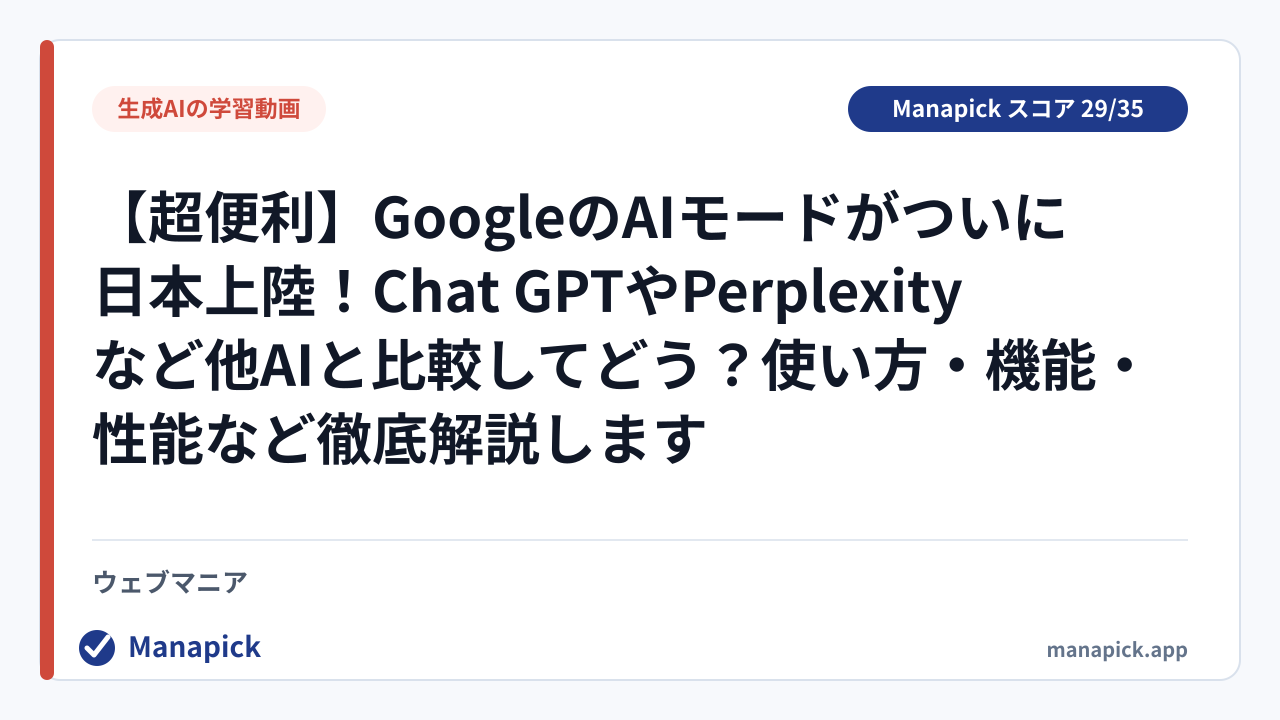 生成AIの学習動画
Manapick スコア 29/35
【超便利】GoogleのAIモードがついに
日本上陸！Chat GPTやPerplexity
など他AIと比較してどう？使い方・機能・
性能など徹底解説します
ウェブマニア
Manapick
manapick.app